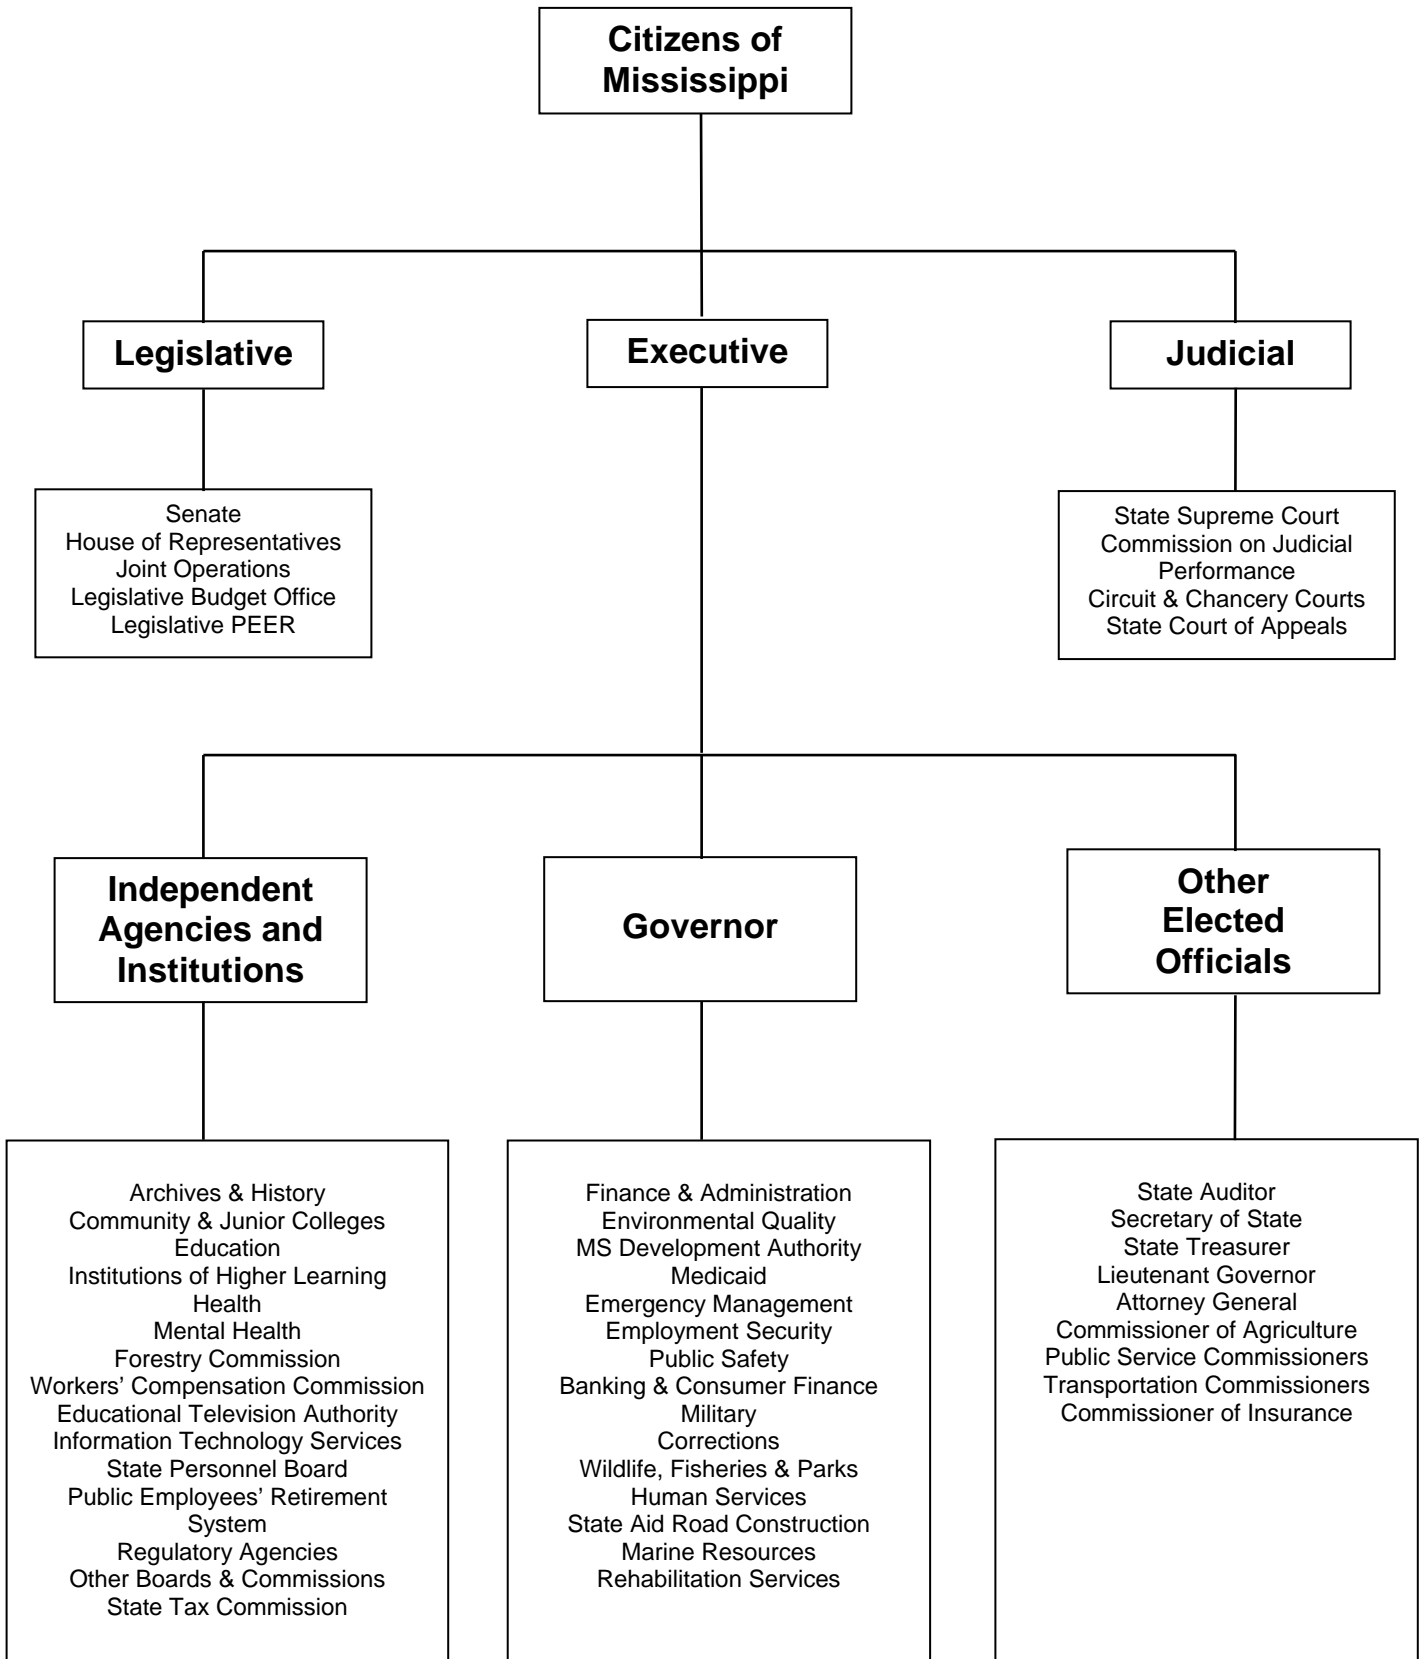 Citizens of
Mississippi
Legislative
Executive
Judicial
Senate
House of Representatives
Joint Operations
Legislative Budget Office
Legislative PEER
State Supreme Court
Commission on Judicial
Performance
Circuit & Chancery Courts
State Court of Appeals
Independent
Agencies and
Institutions
Governor
Other
Elected
Officials
Archives & History
Community & Junior Colleges
Education
Institutions of Higher Learning
Health
Mental Health
Forestry Commission
Workers’ Compensation Commission
Educational Television Authority
Information Technology Services
State Personnel Board
Public Employees’ Retirement
System
Regulatory Agencies
Other Boards & Commissions
State Tax Commission
Finance & Administration
Environmental Quality
MS Development Authority
Medicaid
Emergency Management
Employment Security
Public Safety
Banking & Consumer Finance
Military
Corrections
Wildlife, Fisheries & Parks
Human Services
State Aid Road Construction
Marine Resources
Rehabilitation Services
State Auditor
Secretary of State
State Treasurer
Lieutenant Governor
Attorney General
Commissioner of Agriculture
Public Service Commissioners
Transportation Commissioners
Commissioner of Insurance